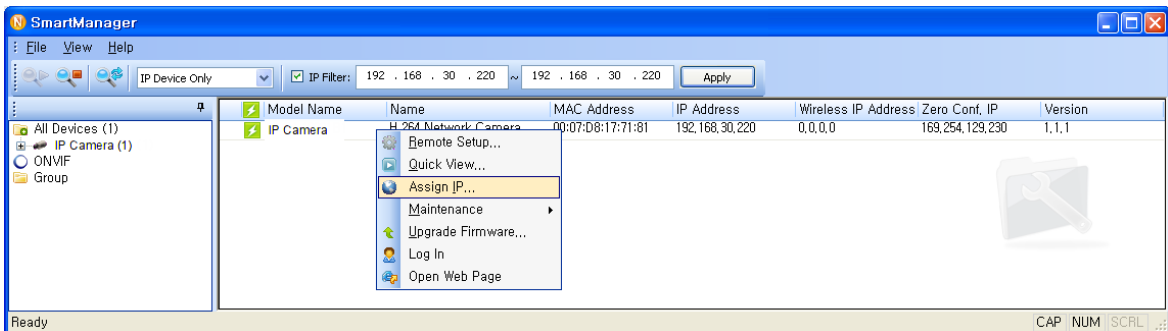 SmartManager
File View Help
IP Device Only IP Filter: 192 . 168 . 30 . 220 ~ 192 . 168 . 30 . 220 Apply
Model Name Name MAC Address IP Address Wireless IP Address Zero Conf, IP Version
All Devices (1)
IP Camera (1)
ONVIF
Group
IP Camera H.264 Network Camera 00:07:D8:17:71:81 192,168,30,220 0,0,0,0 169,254,129,230 1,1,1
Remote Setup,,,
Quick View,,,
Assign IP,,,
Maintenance
Upgrade Firmware,,,
Log In
Open Web Page
Ready CAP NUM SCRL